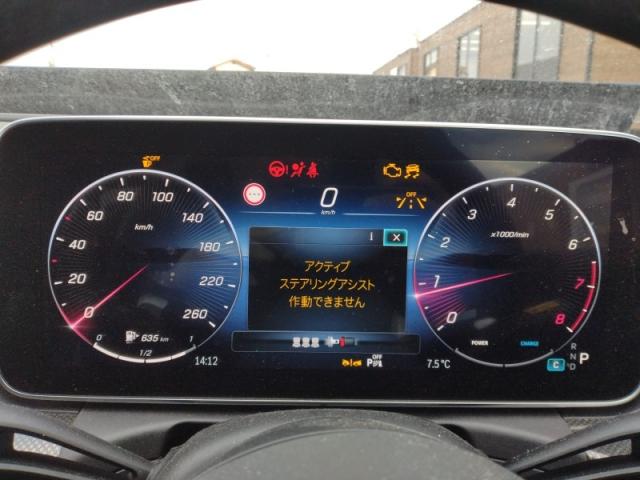 OFF
OFF
0
km/h
0
20
40
60
80
100
120
140
180
220
260
km/h
0
1/2
1
635 km
14:12
i ×
アクティブ
ステアリングアシスト
作動できません
OFF
P
7.5°C
0
1
2
3
4
5
6
7
8
x1000/min
POWER
CHARGE
R
N P
C D